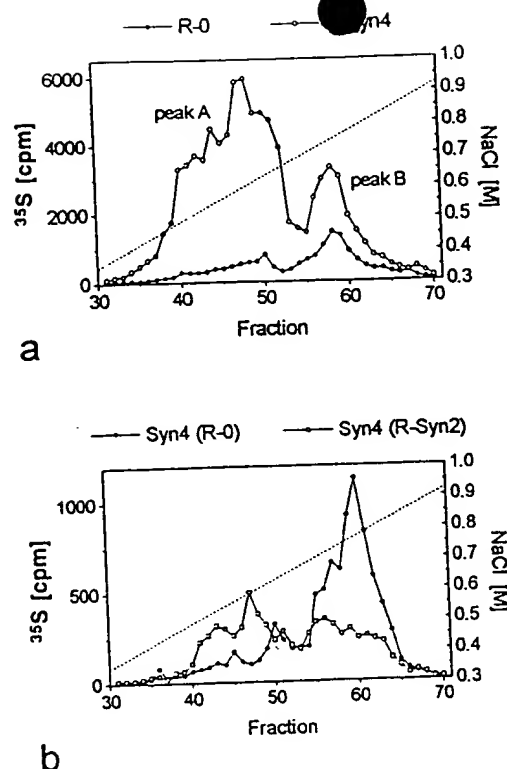 R-0 yn4
6000
4000
2000
0
35S [cpm]
peak A
peak B
1.0
0.9
0.8
0.7
0.6
0.5
0.4
0.3
NaCl [M]
30 40 50 60 70
Fraction
a
Syn4 (R-0) Syn4 (R-Syn2)
1000
500
0
35S [cpm]
1.0
0.9
0.8
0.7
0.6
0.5
0.4
0.3
NaCl [M]
30 40 50 60 70
Fraction
b